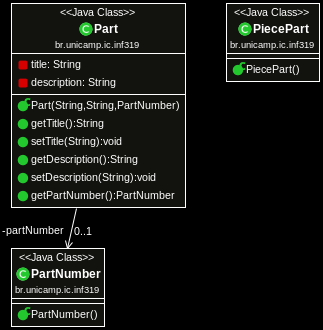 <<Java Class>>
C Part
br.unicamp.ic.inf319
title: String
description: String
Part(String,String,PartNumber)
getTitle():String
setTitle(String):void
getDescription():String
setDescription(String):void
getPartNumber():PartNumber
<<Java Class>>
C PiecePart
br.unicamp.ic.inf319
PiecePart()
-partNumber
0..1
<<Java Class>>
C PartNumber
br.unicamp.ic.inf319
PartNumber()